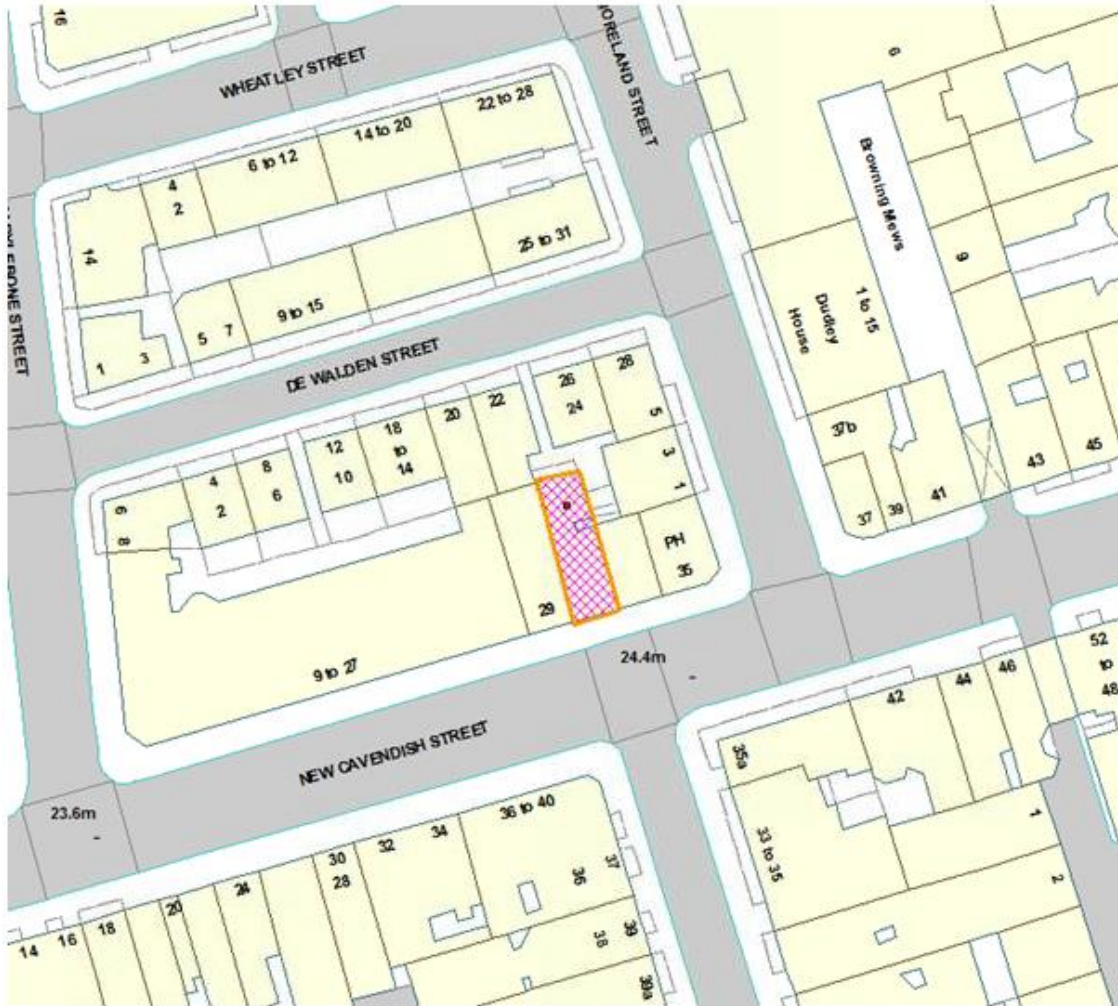 16
WHEATLEY STREET
MORELAND STREET
6
22 to 28
14 to 20
6 to 12
4
2
14
Browning Mews
25 to 31
9 to 15
5
7
1
3
9
1 to 15
Dudley
House
DE WALDEN STREET
28
26
24
22
20
18
to
14
12
10
8
6
4
2
6
8
5
3
1
37b
37
39
41
43
45
PH
35
29
9 to 27
24.4m
NEW CAVENDISH STREET
23.6m
52
to
48
46
44
42
35a
33 to 35
1
2
36 to 40
34
32
30
28
24
20
18
16
14
37
36
39
38
39a